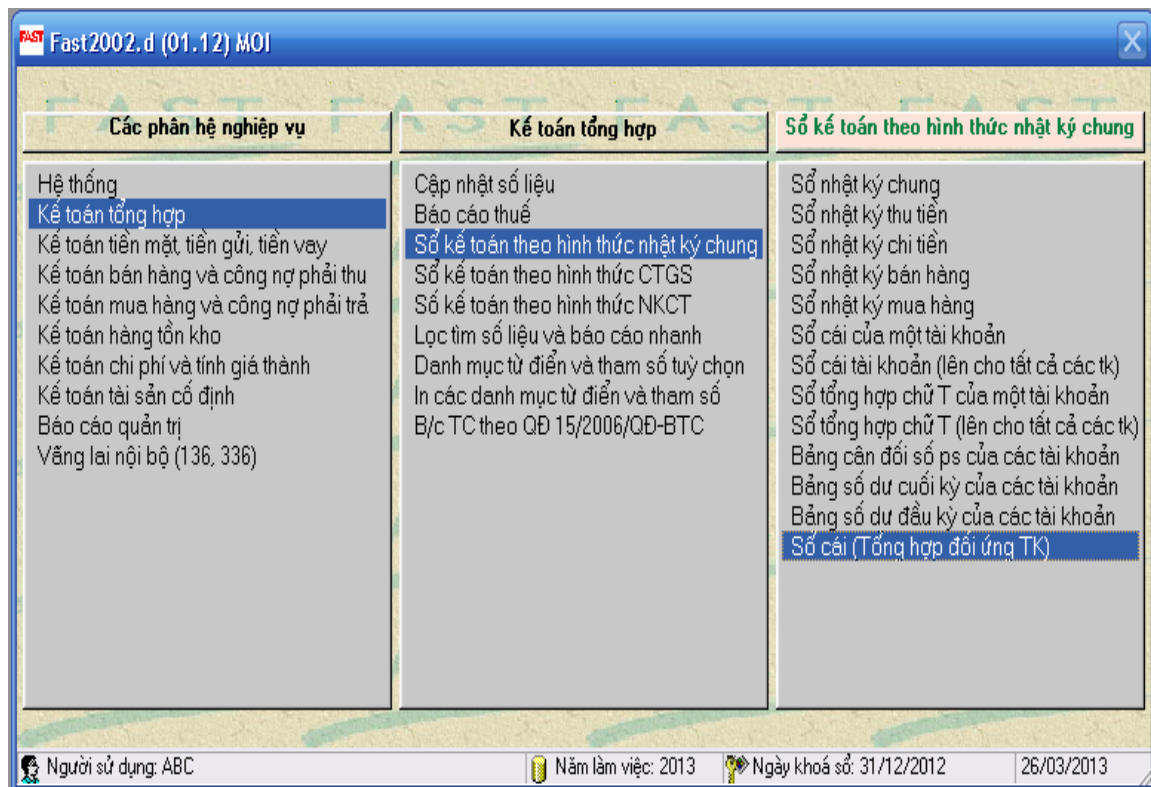 FAST Fast2002.d (01.12) MOI
FAST FAST FAST
Các phân hệ nghiệp vụ
Hệ thống
Kế toán tổng hợp
Kế toán tiền mặt, tiền gửi, tiền vay
Kế toán bán hàng và công nợ phải thu
Kế toán mua hàng và công nợ phải trả
Kế toán hàng tồn kho
Kế toán chi phí và tính giá thành
Kế toán tài sản cố định
Báo cáo quản trị
Vãng lai nội bộ (136, 336)
Kế toán tổng hợp
Cập nhật số liệu
Báo cáo thuế
Sổ kế toán theo hình thức nhật ký chung
Sổ kế toán theo hình thức CTGS
Số kế toán theo hình thức NKCT
Lọc tìm số liệu và báo cáo nhanh
Danh mục từ điển và tham số tuỳ chọn
In các danh mục từ điển và tham số
B/c TC theo QĐ 15/2006/QĐ-BTC
Sổ kế toán theo hình thức nhật ký chung
Sổ nhật ký chung
Sổ nhật ký thu tiền
Sổ nhật ký chi tiền
Sổ nhật ký bán hàng
Sổ nhật ký mua hàng
Sổ cái của một tài khoản
Sổ cái tài khoản (lên cho tất cả các tk)
Sổ tổng hợp chữ T của một tài khoản
Sổ tổng hợp chữ T (lên cho tất cả các tk)
Bảng cân đối số ps của các tài khoản
Bảng số dư cuối kỳ của các tài khoản
Bảng số dư đầu kỳ của các tài khoản
Sổ cái (Tổng hợp đối ứng TK)
Người sử dụng: ABC
Năm làm việc: 2013
Ngày khoá sổ: 31/12/2012
26/03/2013